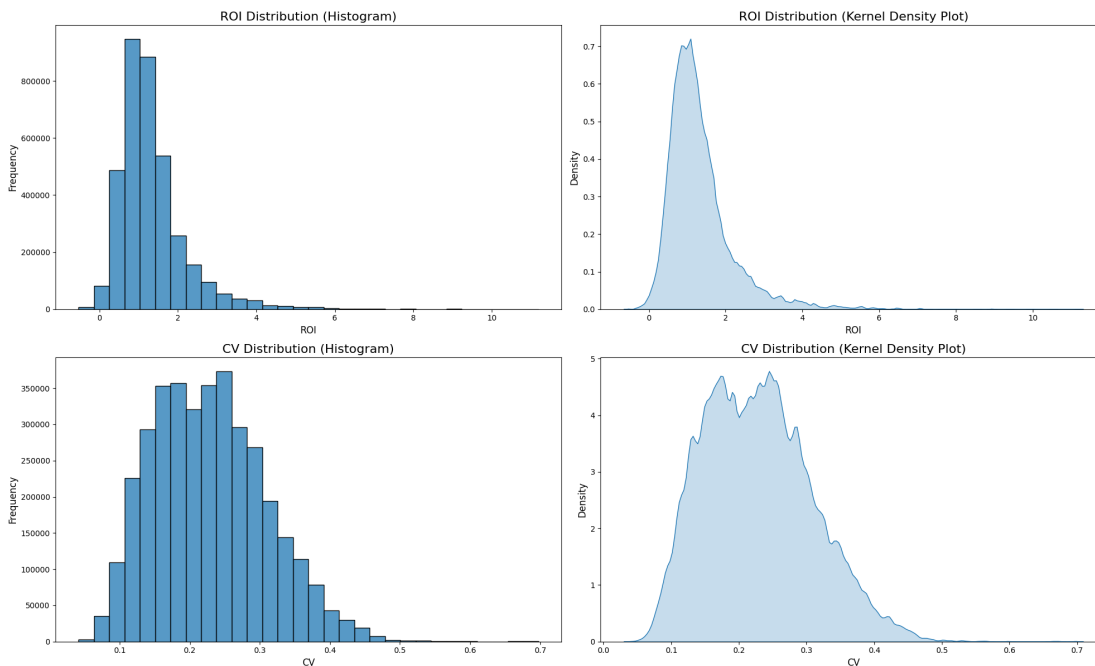 ROI Distribution (Histogram)
800000
600000
400000
200000
0
Frequency
0 2 4 6 8 10
ROI
ROI Distribution (Kernel Density Plot)
0.7
0.6
0.5
0.4
0.3
0.2
0.1
0.0
Density
0 2 4 6 8 10
ROI
CV Distribution (Histogram)
350000
300000
250000
200000
150000
100000
50000
0
Frequency
0.1 0.2 0.3 0.4 0.5 0.6 0.7
CV
CV Distribution (Kernel Density Plot)
5
4
3
2
1
0
Density
0.0 0.1 0.2 0.3 0.4 0.5 0.6 0.7
CV